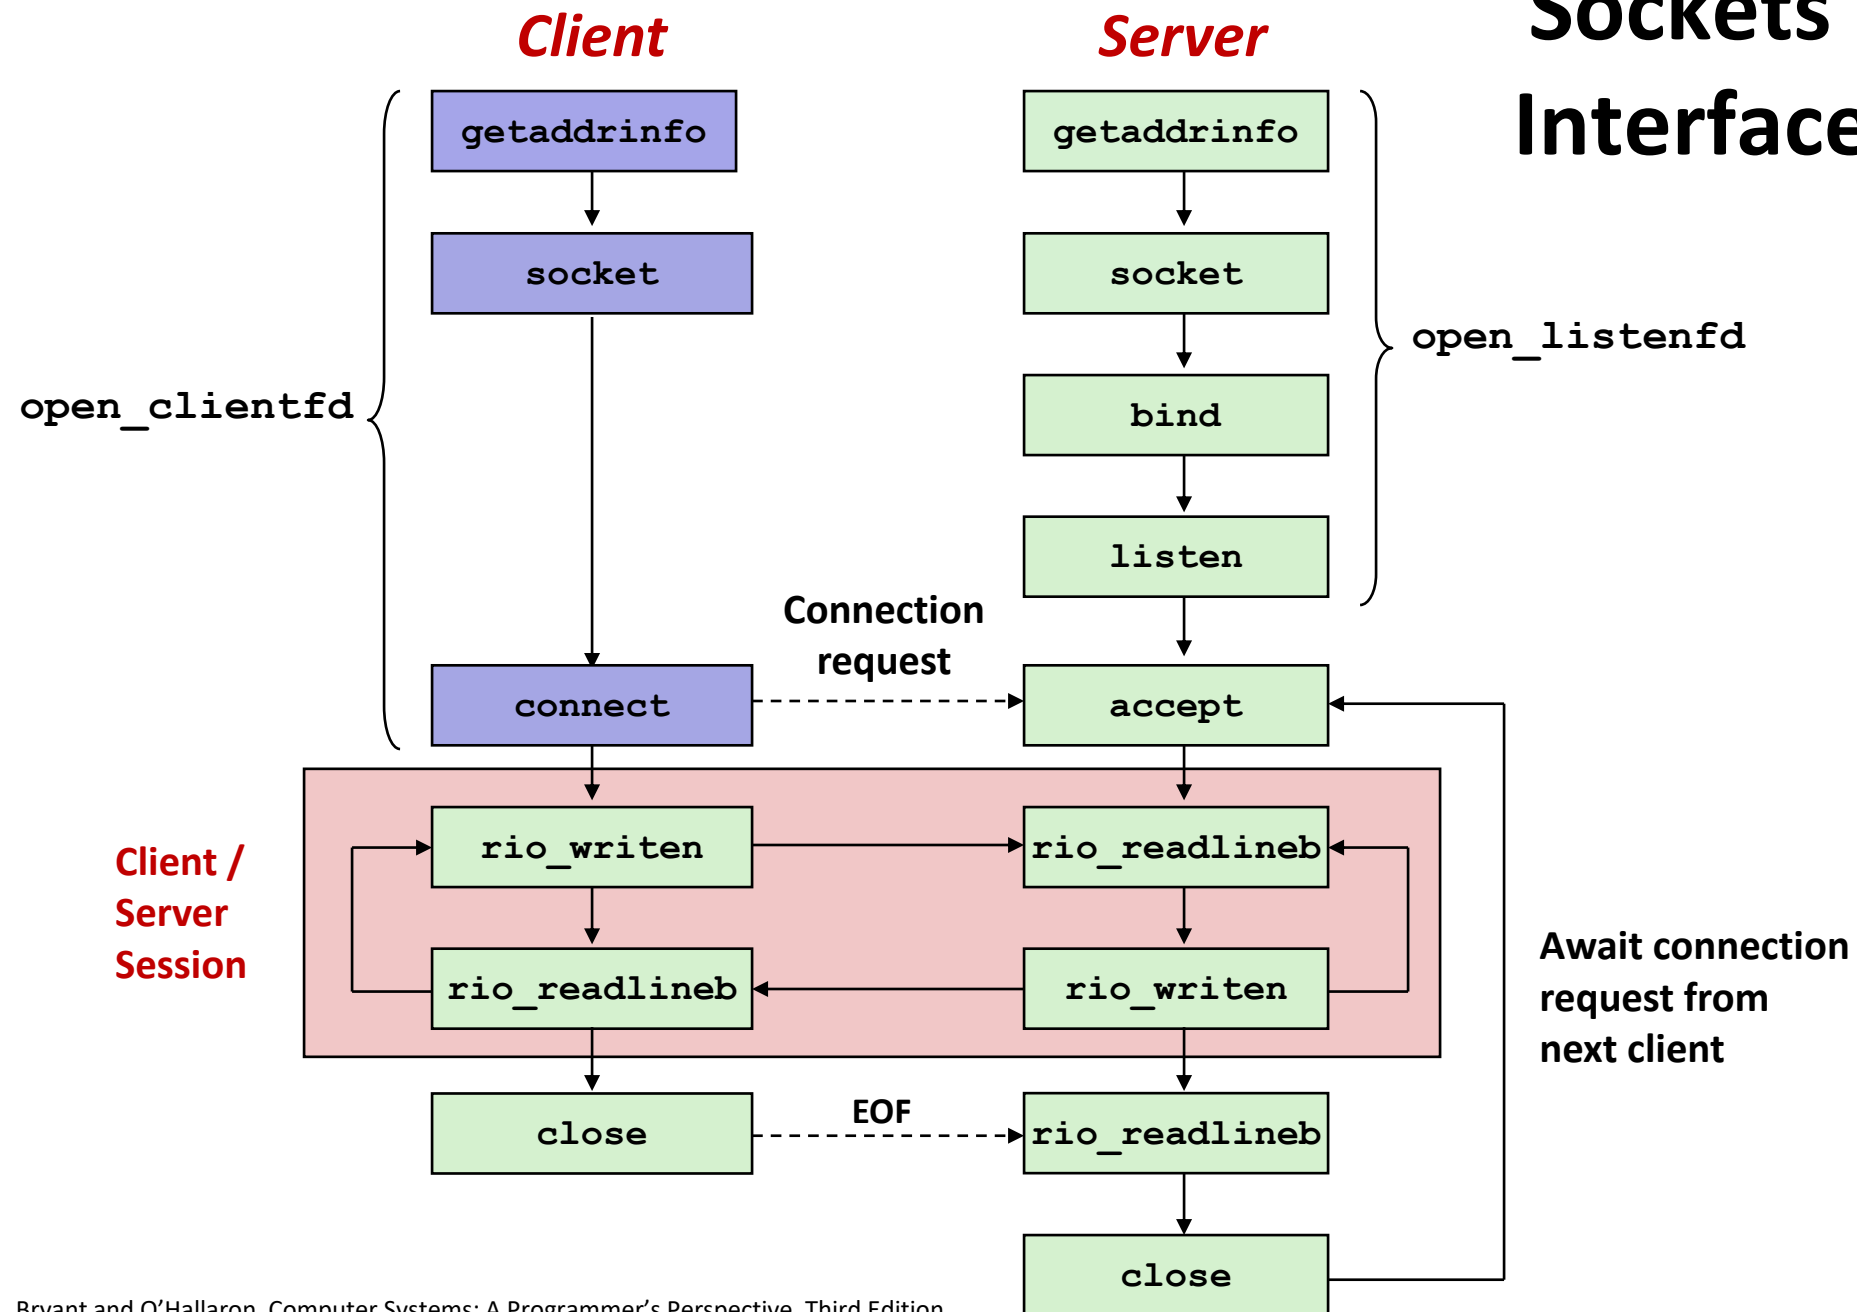 Client
Server
Sockets
Interface
getaddrinfo
getaddrinfo
socket
socket
open_listenfd
open_clientfd
bind
listen
Connection
request
connect
accept
Client /
Server
Session
rio_writen
rio_readlineb
rio_readlineb
rio_writen
Await connection
request from
next client
close
EOF
rio_readlineb
close
Bryant and O'Hallaron, Computer Systems: A Programmer's Perspective, Third Edition